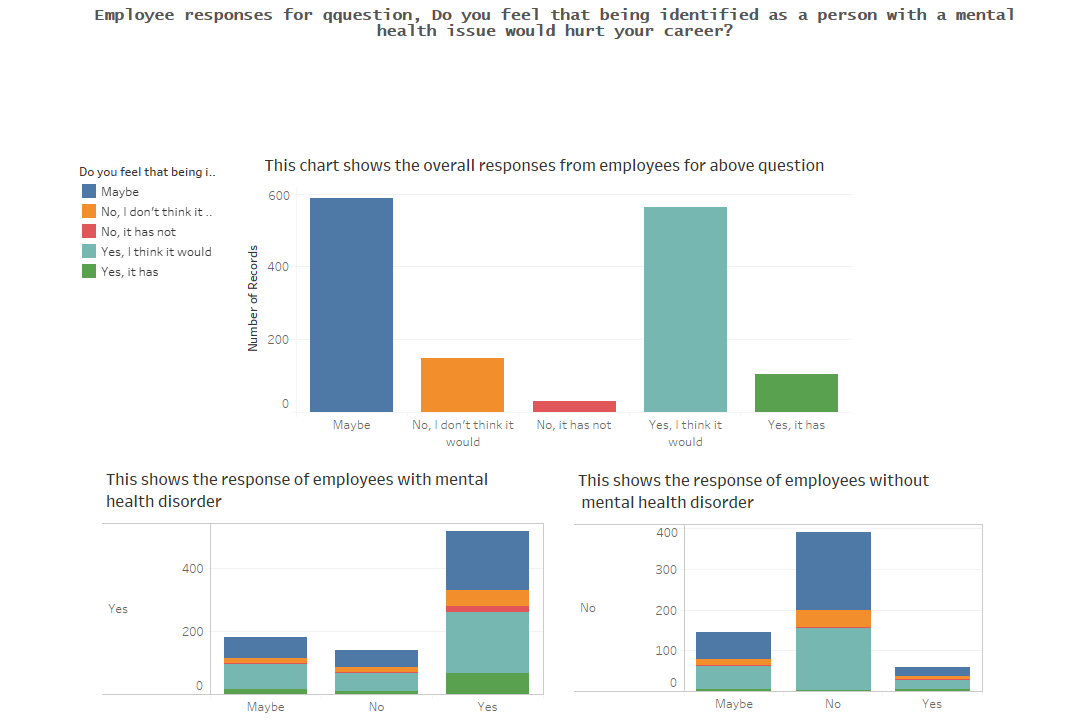 Employee responses for qquestion, Do you feel that being identified as a person with a mental
health issue would hurt your career?
Do you feel that being i..
Maybe
No, I don't think it ..
No, it has not
Yes, I think it would
Yes, it has
This chart shows the overall responses from employees for above question
Number of Records
600
400
200
0
Maybe
No, I don't think it
would
No, it has not
Yes, I think it
would
Yes, it has
This shows the response of employees with mental
health disorder
Yes
400
200
0
Maybe
No
Yes
This shows the response of employees without
mental health disorder
No
400
300
200
100
0
Maybe
No
Yes